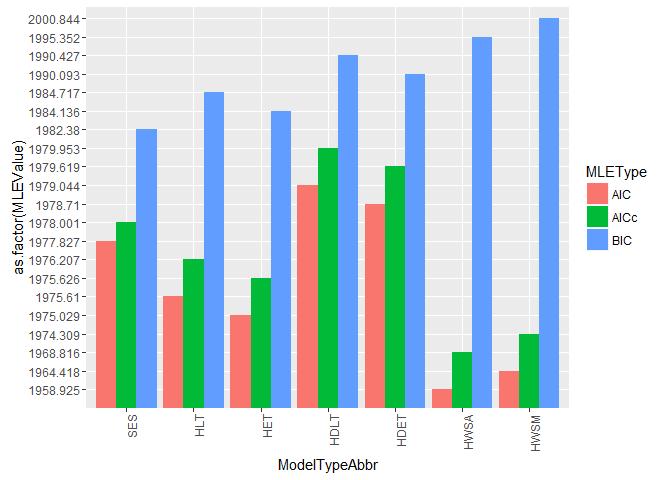 as.factor(MLEValue)
2000.844
1995.352
1990.427
1990.093
1984.717
1984.136
1982.38
1979.953
1979.619
1979.044
1978.71
1978.001
1977.827
1976.207
1975.626
1975.61
1975.029
1974.309
1968.816
1964.418
1958.925
SES
HLT
HET
HDLT
HDET
HWSA
HWSM
ModelTypeAbbr
MLEType
AIC
AICc
BIC